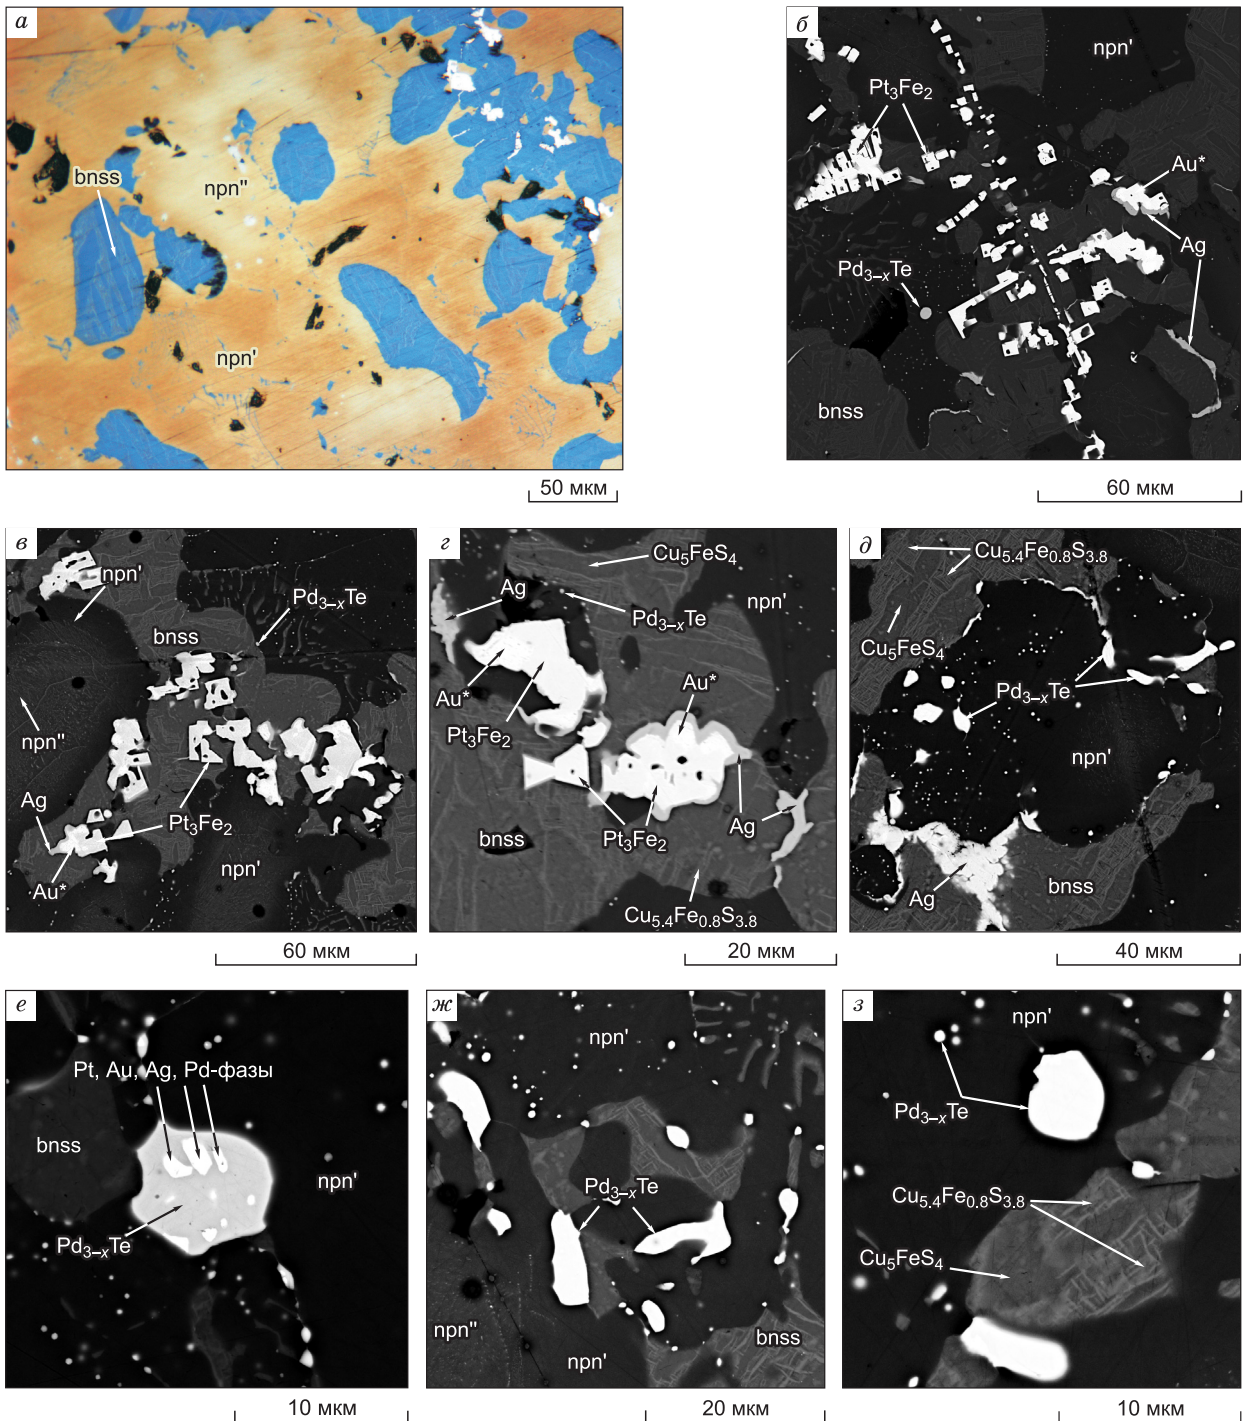 а
bnss
npn"
npn'
50 мкм
б
npn'
Pt3Fe2
Au*
Ag
Pd3–xTe
bnss
60 мкм
в
npn'
Pd3–xTe
bnss
npn"
Ag
Pt3Fe2
npn'
Au*
60 мкм
г
Cu5FeS4
Ag
npn'
Pd3–xTe
Au*
Au*
Pt3Fe2
Ag
bnss
Pt3Fe2
Cu5.4Fe0.8S3.8
20 мкм
д
Cu5.4Fe0.8S3.8
Cu5FeS4
Pd3–xTe
npn'
bnss
Ag
40 мкм
е
Pt, Au, Ag, Pd-фазы
bnss
npn'
Pd3–xTe
10 мкм
ж
npn'
Pd3–xTe
npn"
bnss
npn'
20 мкм
з
npn'
Pd3–xTe
Cu5.4Fe0.8S3.8
Cu5FeS4
10 мкм